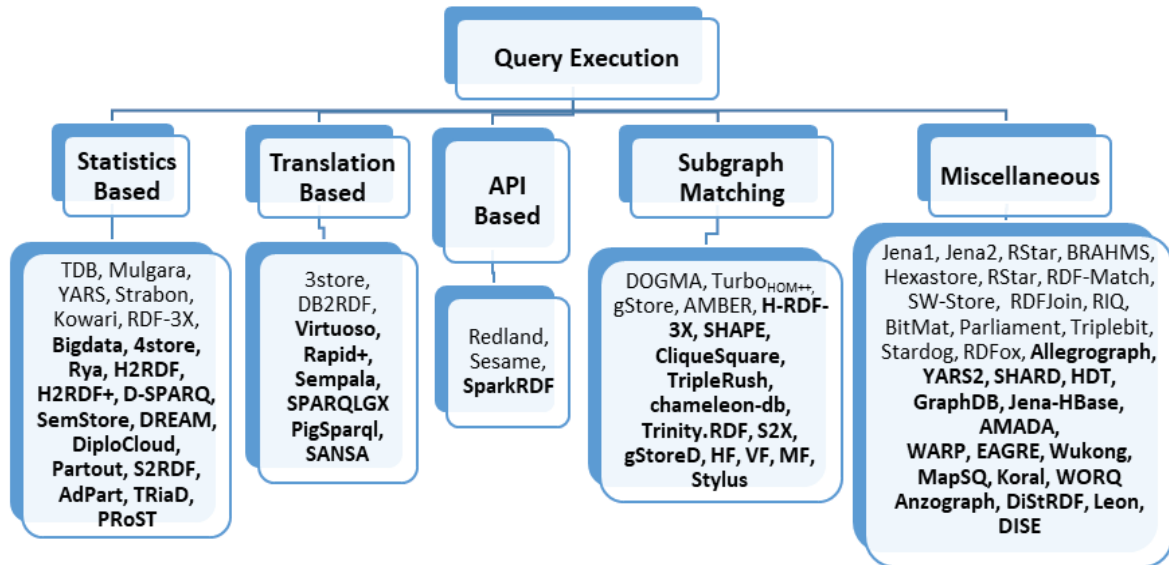 Query Execution
Statistics
Based
Translation
Based
API
Based
Subgraph
Matching
Miscellaneous
TDB, Mulgara,
YARS, Strabon,
Kowari, RDF-3X,
Bigdata, 4store,
Rya, H2RDF,
H2RDF+, D-SPARQ,
SemStore, DREAM,
DiploCloud,
Partout, S2RDF,
AdPart, TRiaD,
PRoST
3store,
DB2RDF,
Virtuoso,
Rapid+,
Sempala,
SPARQLGX
PigSparql,
SANSA
Redland,
Sesame,
SparkRDF
DOGMA, TurboHOM++,
gStore, AMBER, H-RDF-
3X, SHAPE,
CliqueSquare,
TripleRush,
chameleon-db,
Trinity.RDF, S2X,
gStoreD, HF, VF, MF,
Stylus
Jena1, Jena2, RStar, BRAHMS,
Hexastore, RStar, RDF-Match,
SW-Store, RDFJoin, RIQ,
BitMat, Parliament, Triplebit,
Stardog, RDFox, Allegrograph,
YARS2, SHARD, HDT,
GraphDB, Jena-HBase,
AMADA,
WARP, EAGRE, Wukong,
MapSQ, Koral, WORQ
Anzograph, DiStRDF, Leon,
DISE